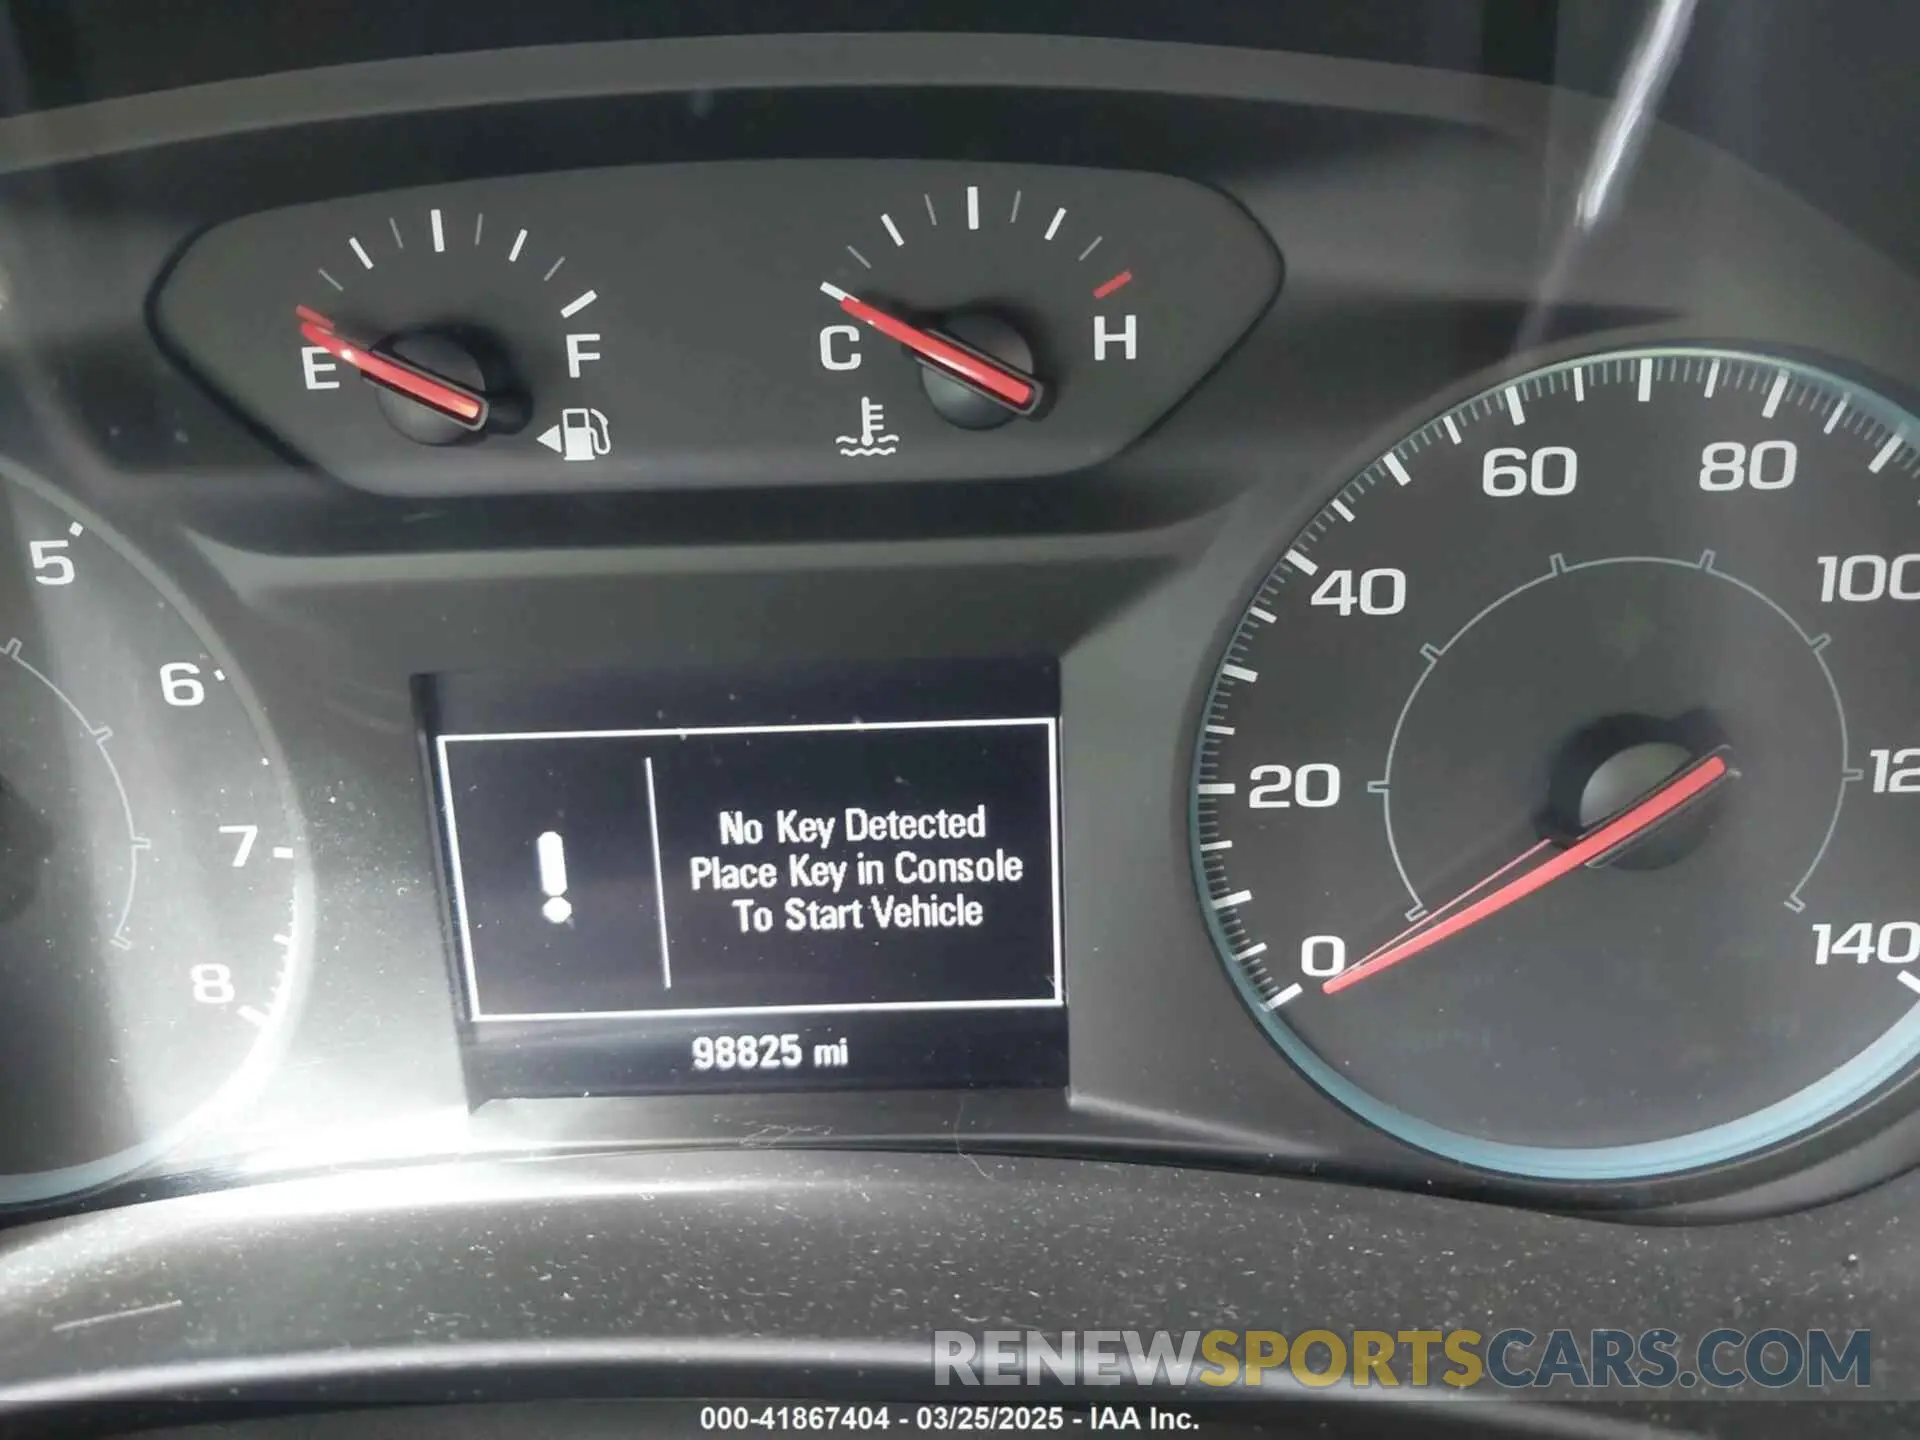 E
F
C
H
5
6
7
8
0
20
40
60
80
100
12
140
No Key Detected
Place Key in Console
To Start Vehicle
98825 mi
RENEWSPORTSCARS.COM
000-41867404 - 03/25/2025 - IAA Inc.